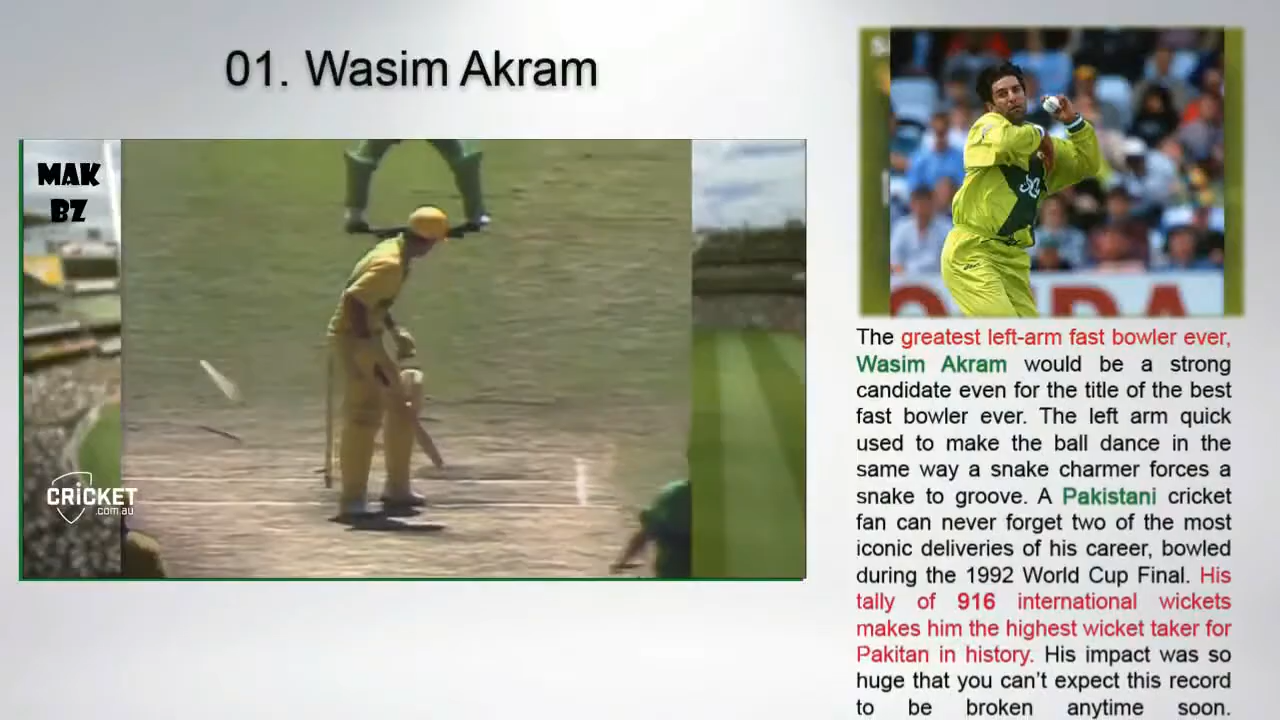 01. Wasim Akram
MAK
BZ
CRICKET
.com.au
The greatest left-arm fast bowler ever,
Wasim Akram would be a strong
candidate even for the title of the best
fast bowler ever. The left arm quick
used to make the ball dance in the
same way a snake charmer forces a
snake to groove. A Pakistani cricket
fan can never forget two of the most
iconic deliveries of his career, bowled
during the 1992 World Cup Final. His
tally of 916 international wickets
makes him the highest wicket taker for
Pakitan in history. His impact was so
huge that you can't expect this record
to be broken anytime soon.